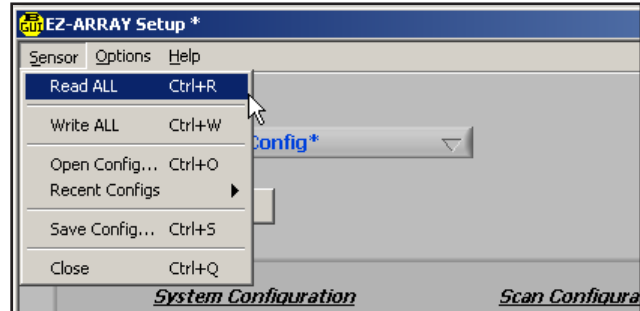 GUI EZ-ARRAY Setup *
Sensor Options Help
Read ALL Ctrl+R
Write ALL Ctrl+W
Config*
Open Config... Ctrl+O
Recent Configs
Save Config... Ctrl+S
Close Ctrl+Q
System Configuration Scan Configura